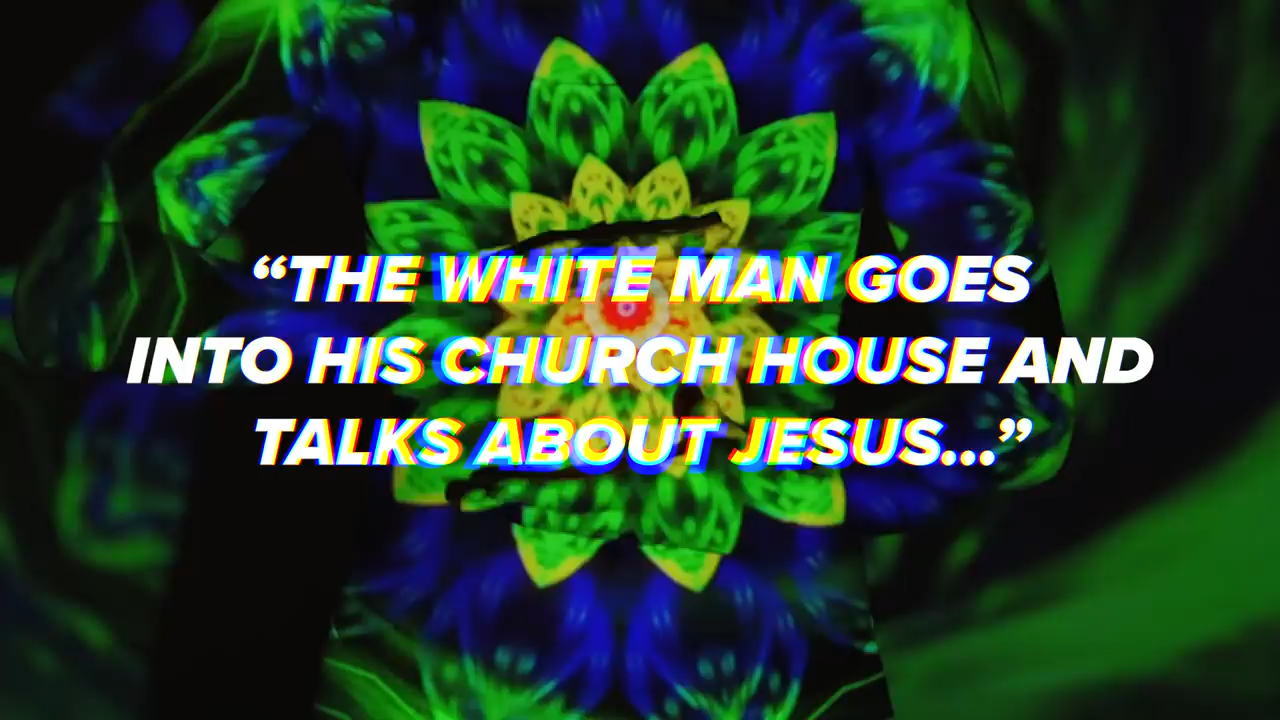 “THE WHITE MAN GOES
INTO HIS CHURCH HOUSE AND
TALKS ABOUT JESUS...”